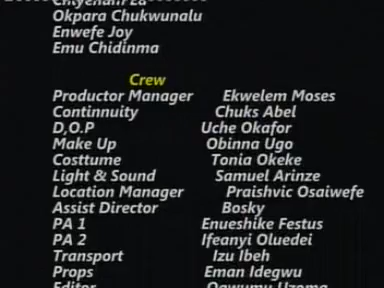 Okpara Chukwunalu
Enwefe Joy
Emu Chidinma
Crew
Productor Manager Ekwelem Moses
Continnuity Chuks Abel
D,O.P Uche Okafor
Make Up Obinna Ugo
Costtume Tonia Okeke
Light & Sound Samuel Arinze
Location Manager Praishvic Osaiwefe
Assist Director Bosky
PA 1 Enueshike Festus
PA 2 Ifeanyi Oluedei
Transport Izu Ibeh
Props Eman Idegwu
Editor